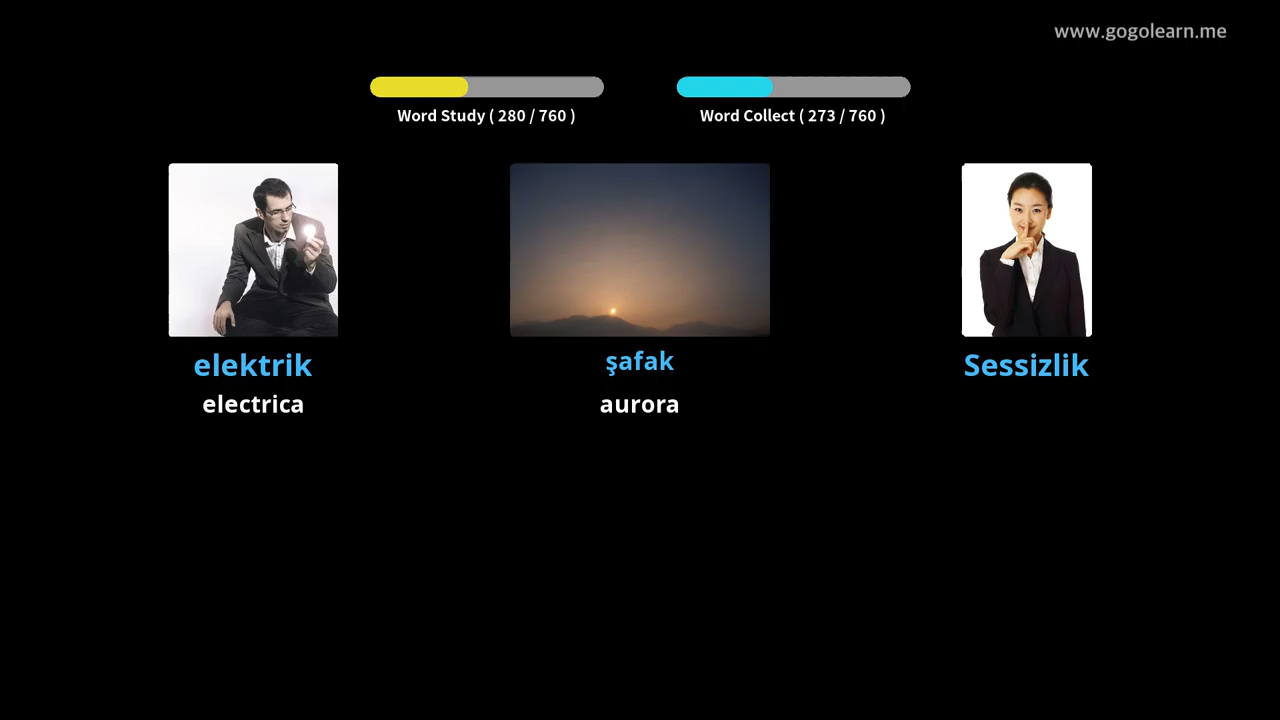 www.gogolearn.me
Word Study ( 280 / 760 )
Word Collect ( 273 / 760 )
elektrik
şafak
Sessizlik
electrica
aurora